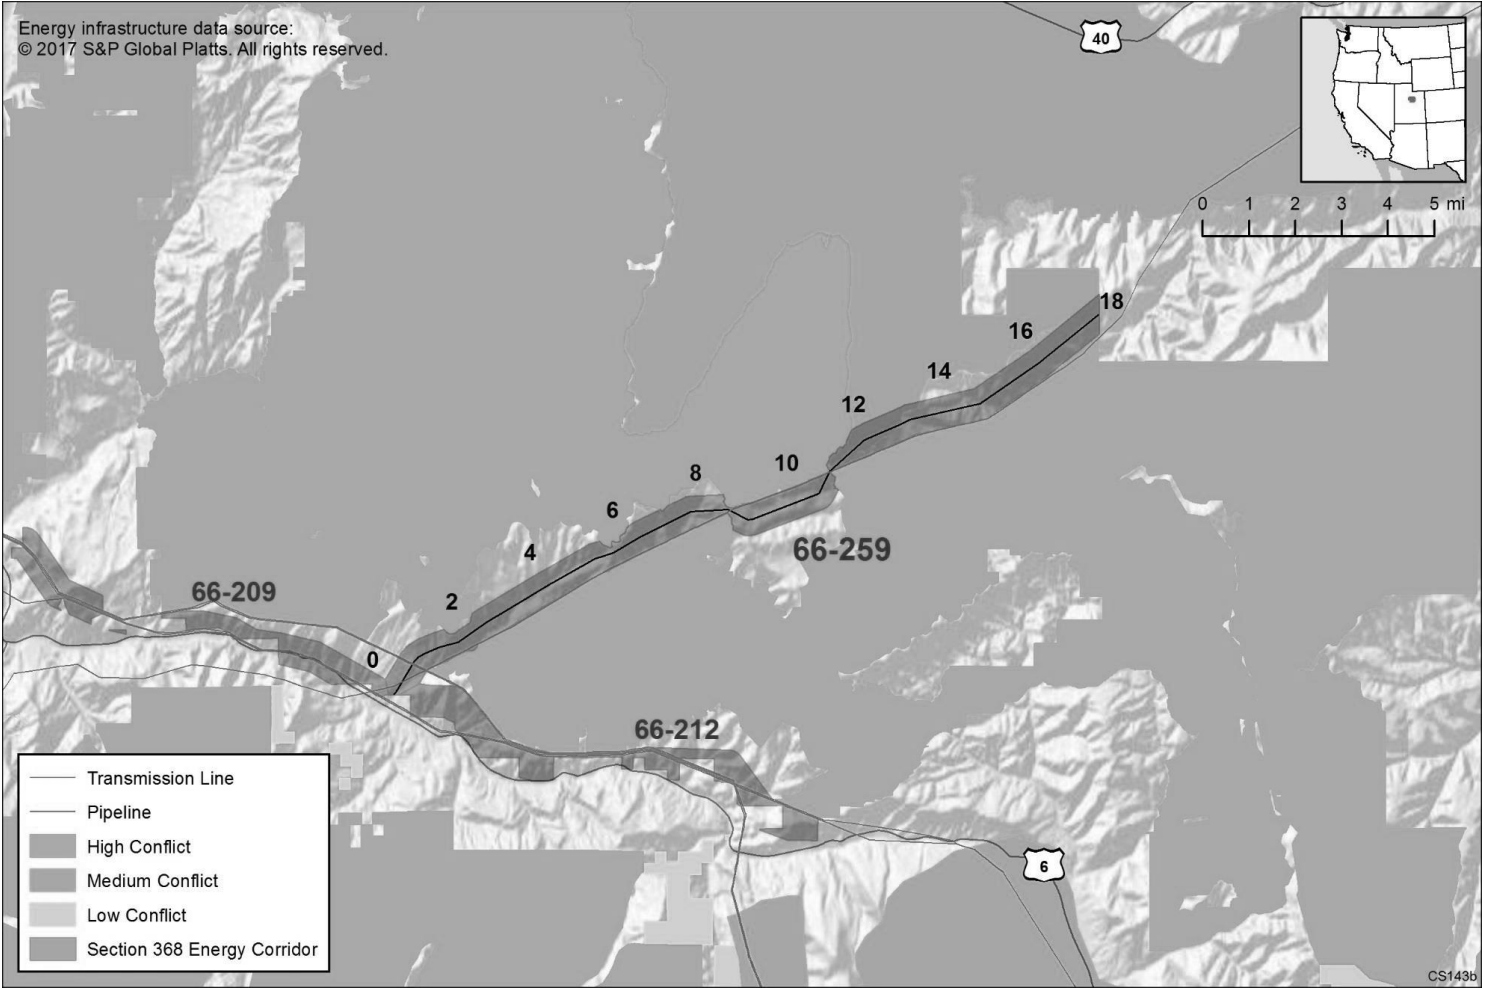 Energy infrastructure data source:
© 2017 S&P Global Platts. All rights reserved.
40
0 1 2 3 4 5 mi
18
16
14
12
10
8
6
4
66-259
66-209
2
0
66-212
Transmission Line
Pipeline
High Conflict
Medium Conflict
Low Conflict
Section 368 Energy Corridor
6
CS143b